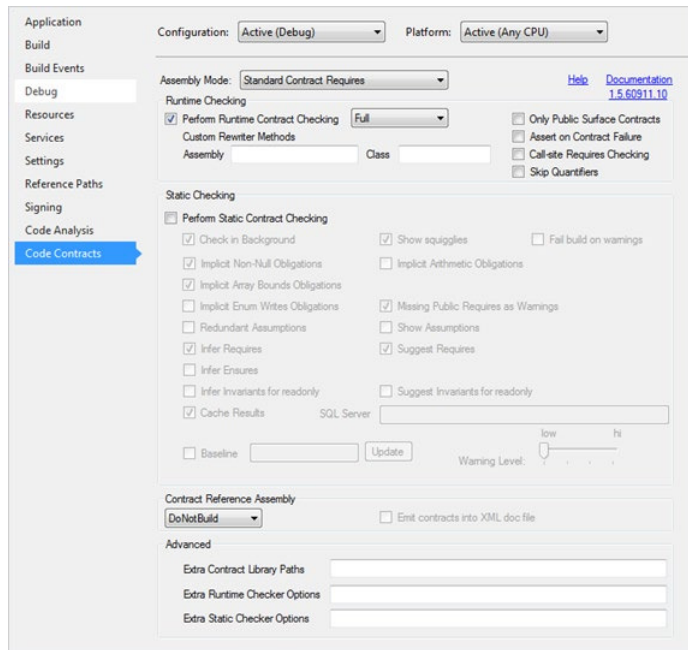 Application
Build
Build Events
Debug
Resources
Services
Settings
Reference Paths
Signing
Code Analysis
Code Contracts
Configuration: Active (Debug) Platform: Active (Any CPU)
Assembly Mode: Standard Contract Requires Help Documentation
1.5.60911.10
Runtime Checking
Perform Runtime Contract Checking Full Only Public Surface Contracts
Custom Rewriter Methods Assert on Contract Failure
Assembly Class Call-site Requires Checking
Skip Quantifiers
Static Checking
Perform Static Contract Checking
Check in Background Show squigglies Fail build on warnings
Implicit Non-Null Obligations Implicit Arithmetic Obligations
Implicit Array Bounds Obligations
Implicit Enum Writes Obligations Missing Public Requires as Warnings
Redundant Assumptions Show Assumptions
Infer Requires Suggest Requires
Infer Ensures
Infer Invariants for readonly Suggest Invariants for readonly
Cache Results SQL Server
low hi
Baseline Update Warning Level:
Contract Reference Assembly
DoNotBuild Emit contracts into XML doc file
Advanced
Extra Contract Library Paths
Extra Runtime Checker Options
Extra Static Checker Options